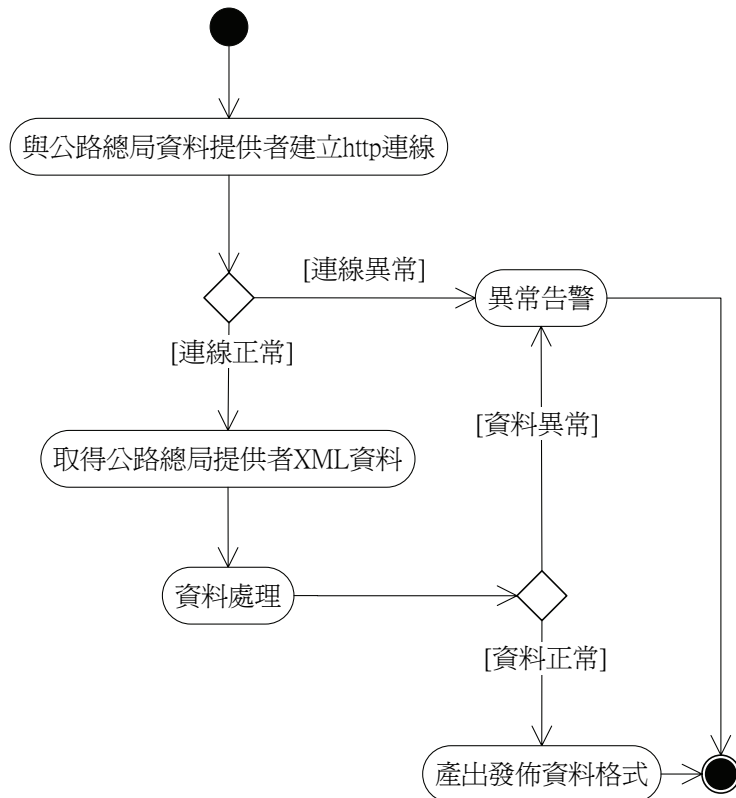 與公路總局資料提供者建立http連線
[連線異常]
異常告警
[連線正常]
[資料異常]
取得公路總局提供者XML資料
資料處理
[資料正常]
產出發佈資料格式